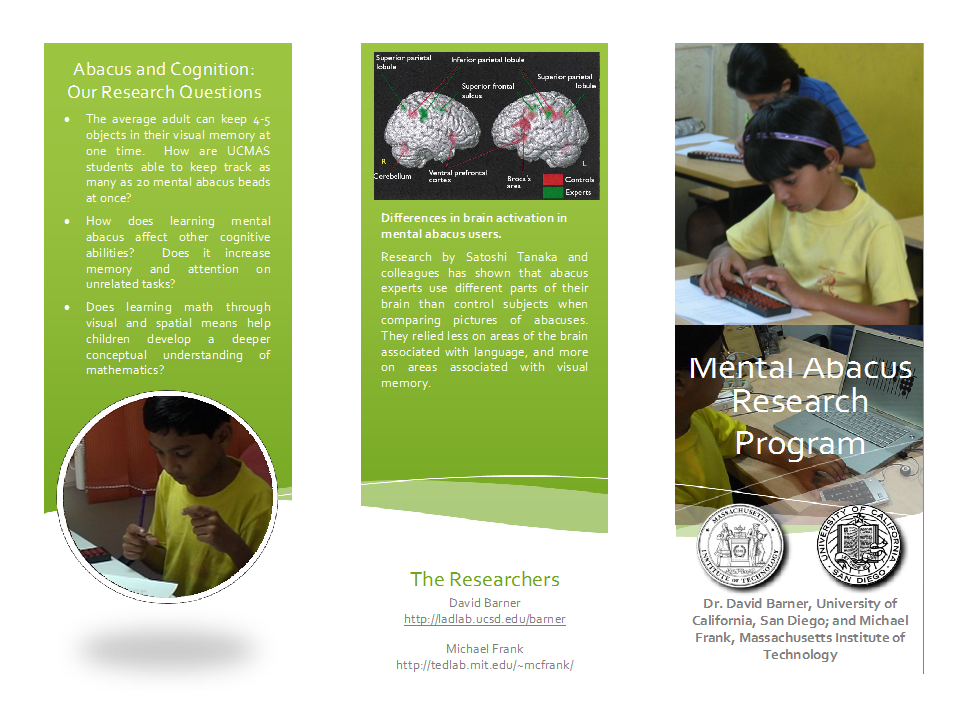 Abacus and Cognition:
Our Research Questions
• The average adult can keep 4-5
objects in their visual memory at
one time. How are UCMAS
students able to keep track as
many as 20 mental abacus beads
at once?
• How does learning mental
abacus affect other cognitive
abilities? Does it increase
memory and attention on
unrelated tasks?
• Does learning math through
visual and spatial means help
children develop a deeper
conceptual understanding of
mathematics?
Superior parietal
lobule
Inferior parietal lobule
Superior frontal
sulcus
Superior parietal
lobule
R
L
Cerebellum
Ventral prefrontal
cortex
Broca's
area
Controls
Experts
Differences in brain activation in
mental abacus users.
Research by Satoshi Tanaka and
colleagues has shown that abacus
experts use different parts of their
brain than control subjects when
comparing pictures of abacuses.
They relied less on areas of the brain
associated with language, and more
on areas associated with visual
memory.
The Researchers
David Barner
http://ladlab.ucsd.edu/barner
Michael Frank
http://tedlab.mit.edu/~mcfrank/
Mental Abacus
Research
Program
MASSACHUSETTS
INSTITUTE OF
TECHNOLOGY
UNIVERSITY OF CALIFORNIA
SAN DIEGO
Dr. David Barner, University of
California, San Diego; and Michael
Frank, Massachusetts Institute of
Technology